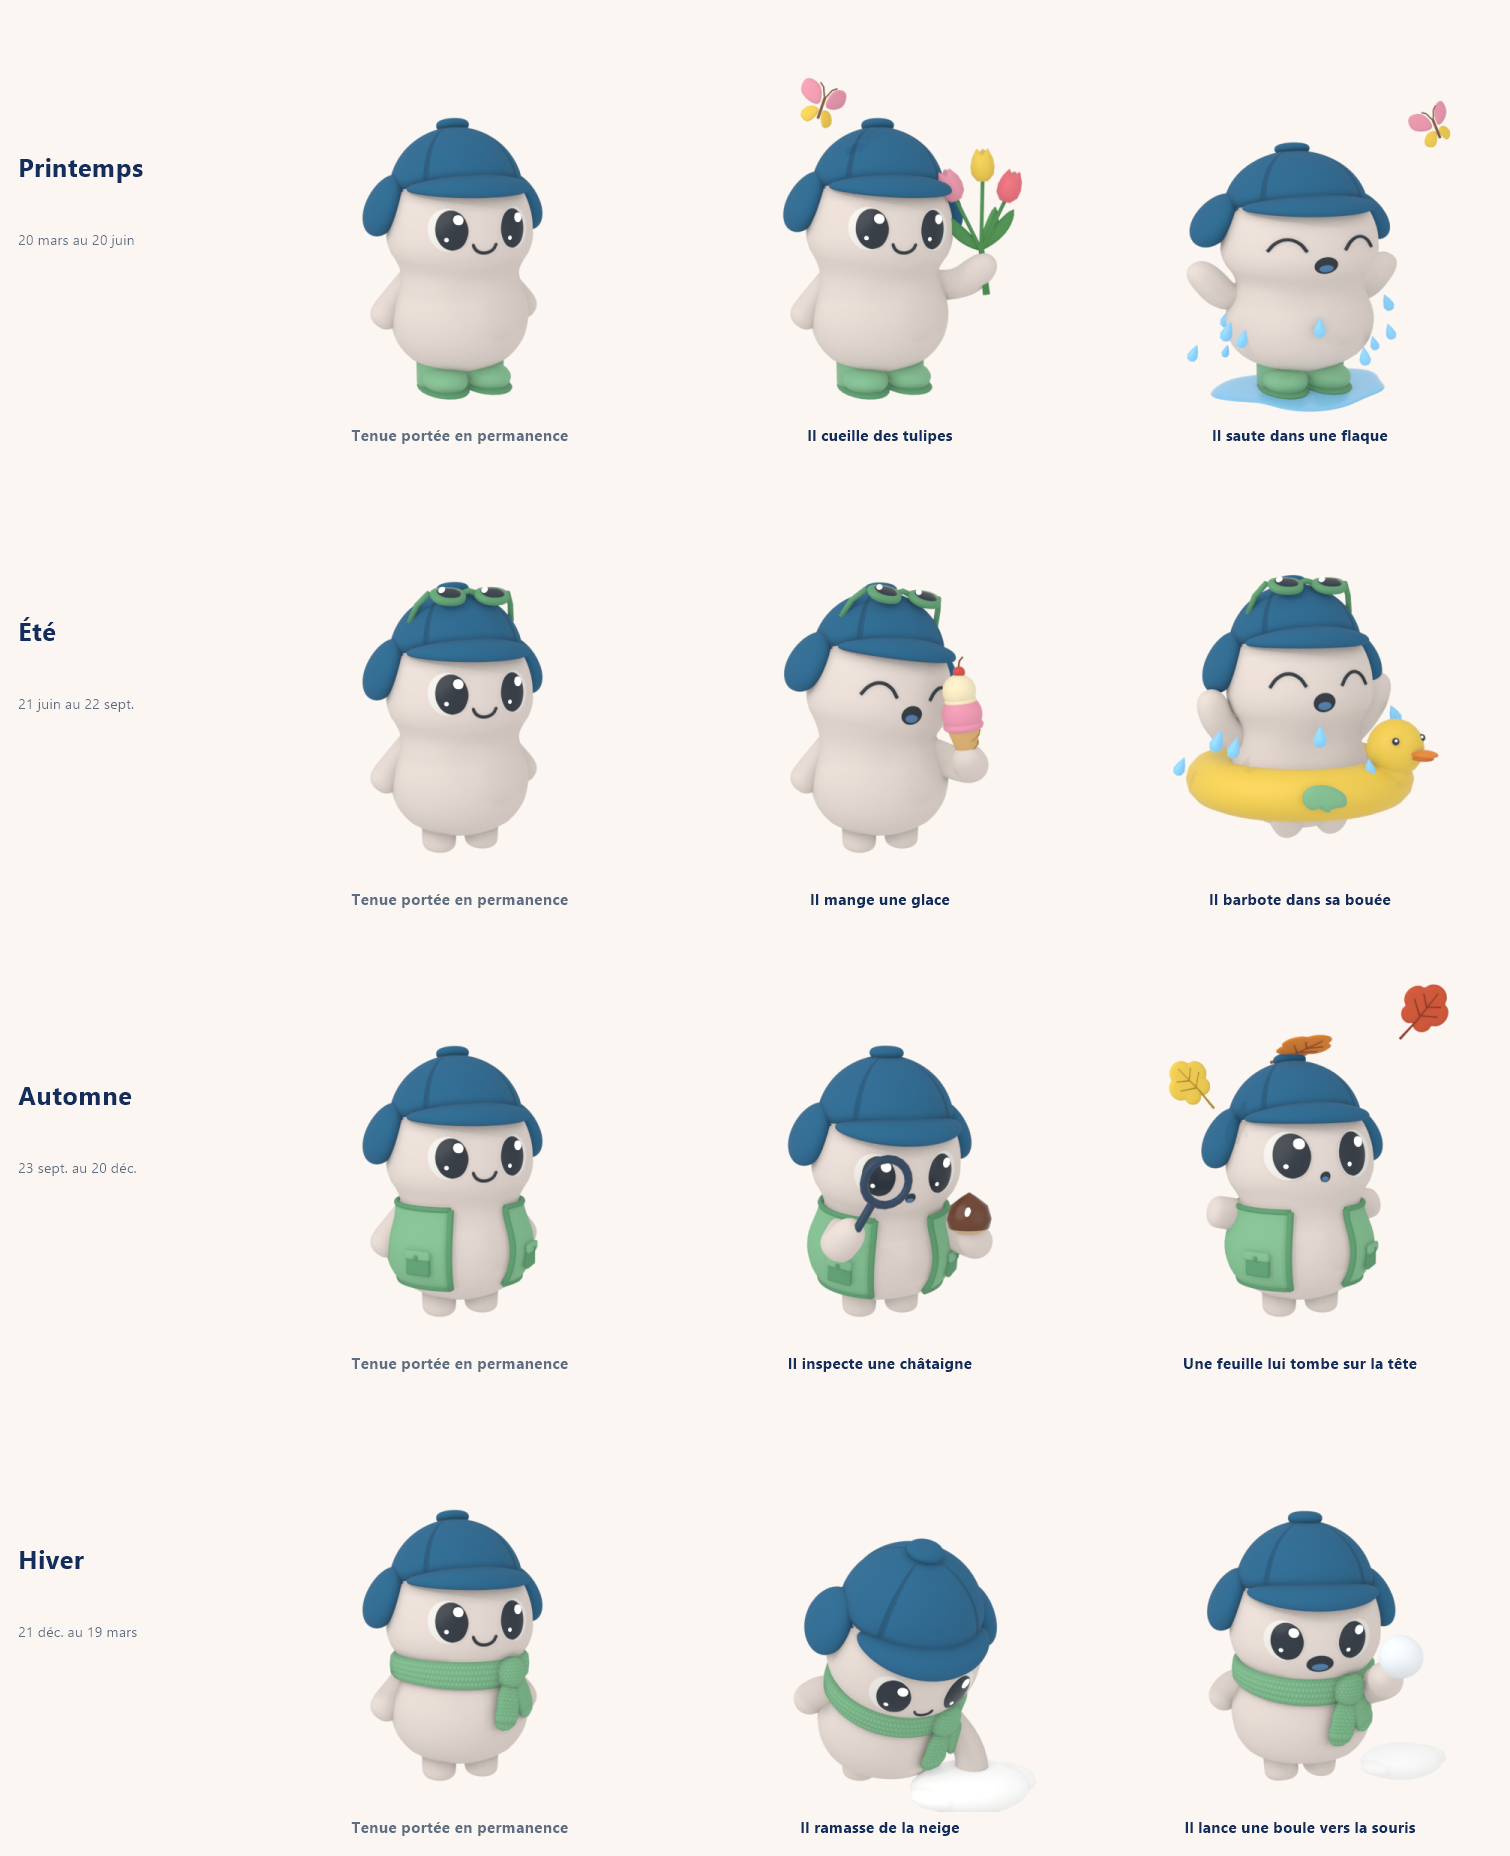 Printemps
20 mars au 20 juin
Tenue portée en permanence
Il cueille des tulipes
Il saute dans une flaque
Été
21 juin au 22 sept.
Tenue portée en permanence
Il mange une glace
Il barbote dans sa bouée
Automne
23 sept. au 20 déc.
Tenue portée en permanence
Il inspecte une châtaigne
Une feuille lui tombe sur la tête
Hiver
21 déc. au 19 mars
Tenue portée en permanence
Il ramasse de la neige
Il lance une boule vers la souris